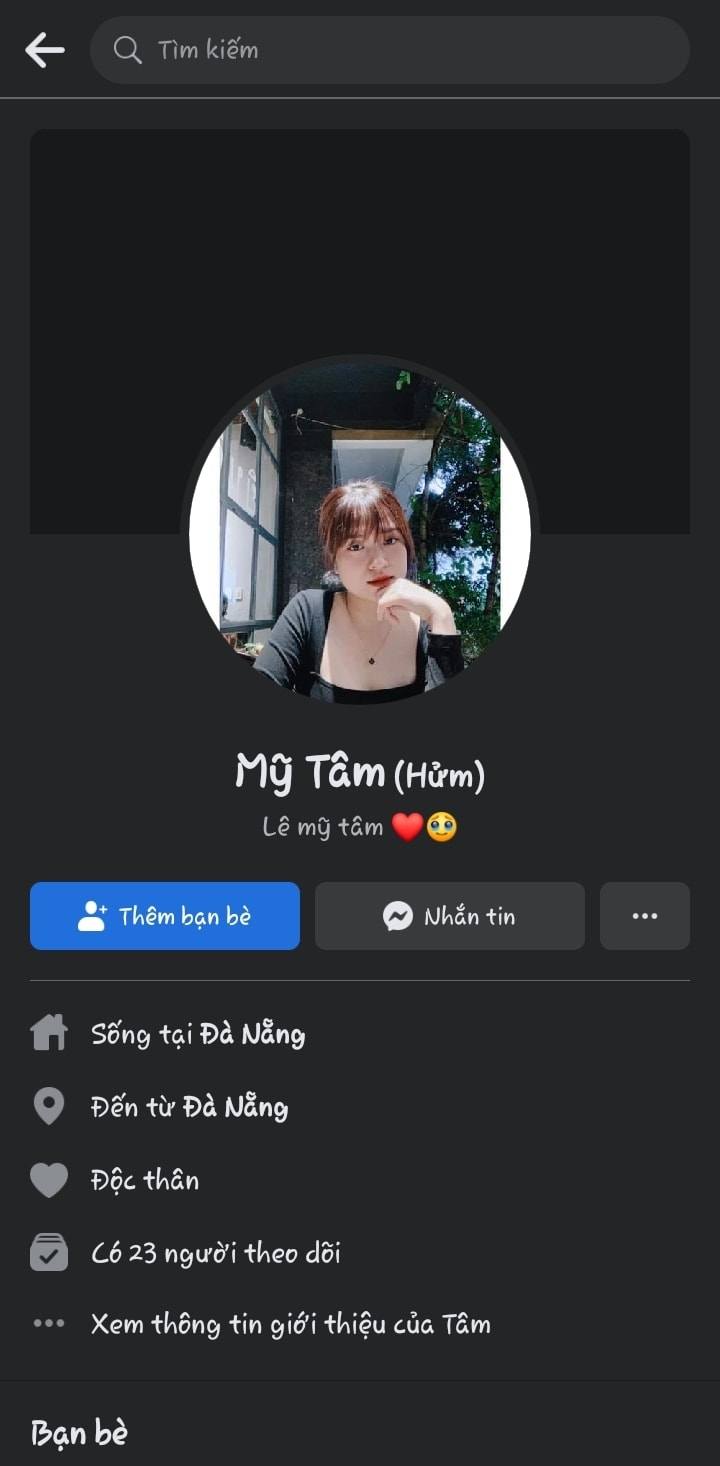 Tìm kiếm
Mỹ Tâm (Hửm)
Lê mỹ tâm ❤️🥹
Thêm bạn bè
Nhắn tin
Sống tại Đà Nẵng
Đến từ Đà Nẵng
Độc thân
Có 23 người theo dõi
Xem thông tin giới thiệu của Tâm
Bạn bè